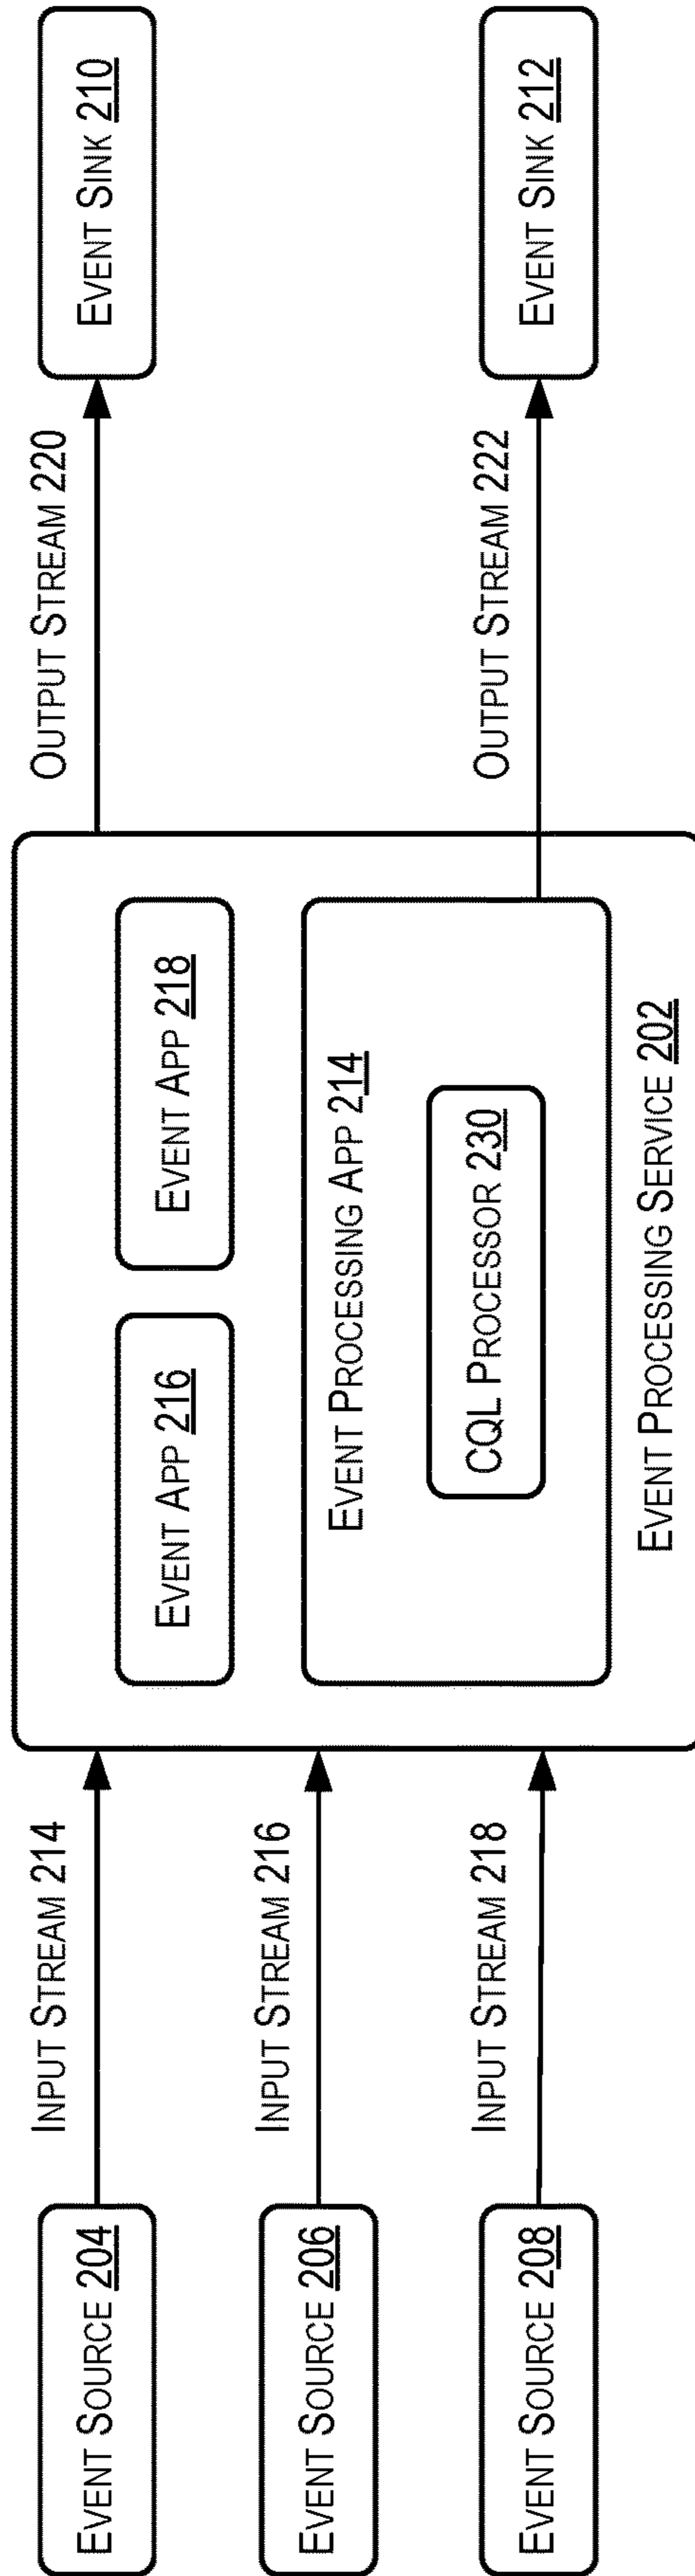 Event Source 204
Input Stream 214
Event Source 206
Input Stream 216
Event Source 208
Input Stream 218
Event App 216
Event App 218
Event Processing App 214
CQL Processor 230
Event Processing Service 202
Output Stream 220
Event Sink 210
Output Stream 222
Event Sink 212